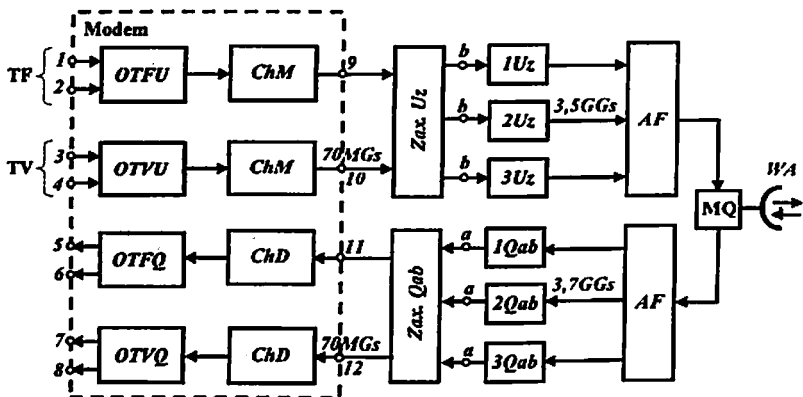 Modem
TF
1
2
OTFU
ChM
9
TV
3
4
OTVU
ChM
70MGs
10
5
6
OTFQ
ChD
11
7
8
OTVQ
ChD
70MGs
12
Zax. Uz
b
1Uz
b
2Uz
3,5GGs
b
3Uz
AF
MQ
WA
Zax. Qab
a
1Qab
a
2Qab
3,7GGs
a
3Qab
AF